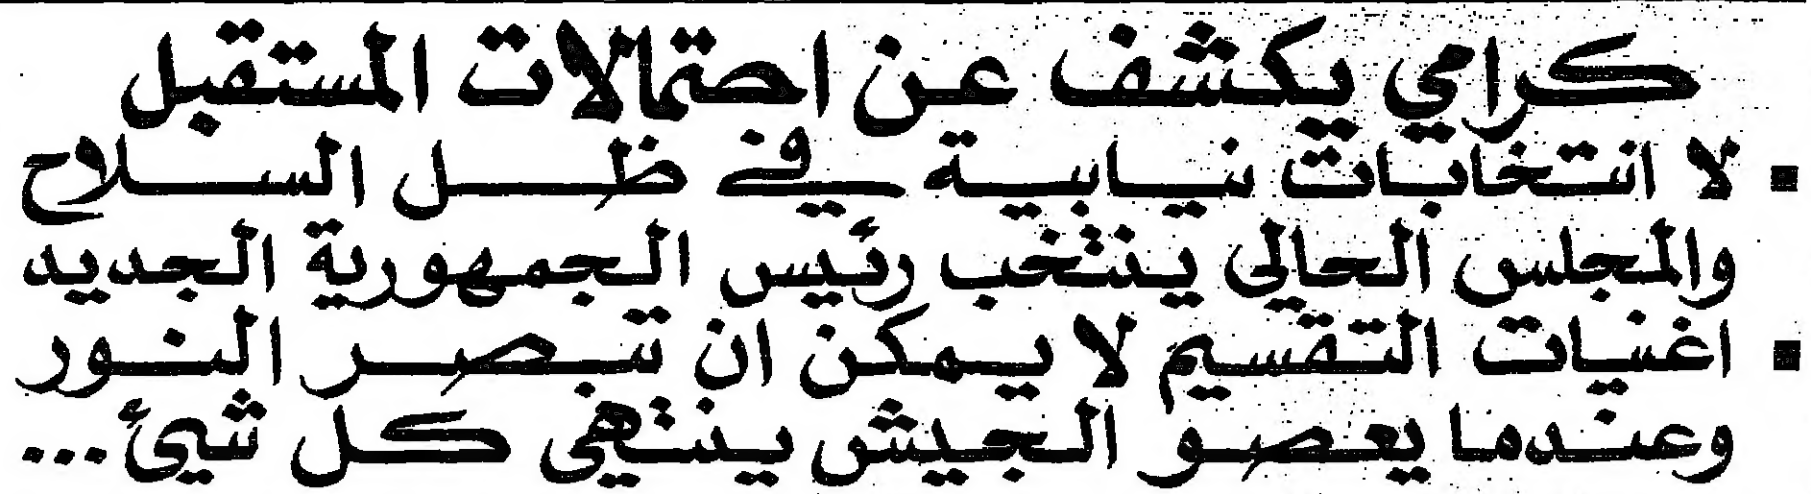 كرامي يكشف عن احتمالات المستقبل
▪ لا انتخابات نيابية في ظل السلاح
والمجلس الحالي ينتخب رئيس الجمهورية الجديد
▪ اغنيات التقسيم لا يمكن ان تبصر النور
وعندما يعصو الجيش ينتهي كل شيئ...